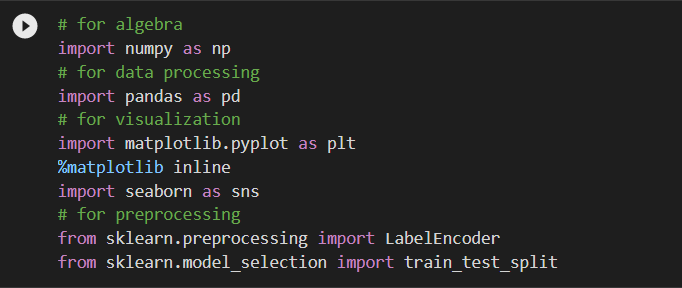 # for algebra
import numpy as np
# for data processing
import pandas as pd
# for visualization
import matplotlib.pyplot as plt
%matplotlib inline
import seaborn as sns
# for preprocessing
from sklearn.preprocessing import LabelEncoder
from sklearn.model_selection import train_test_split